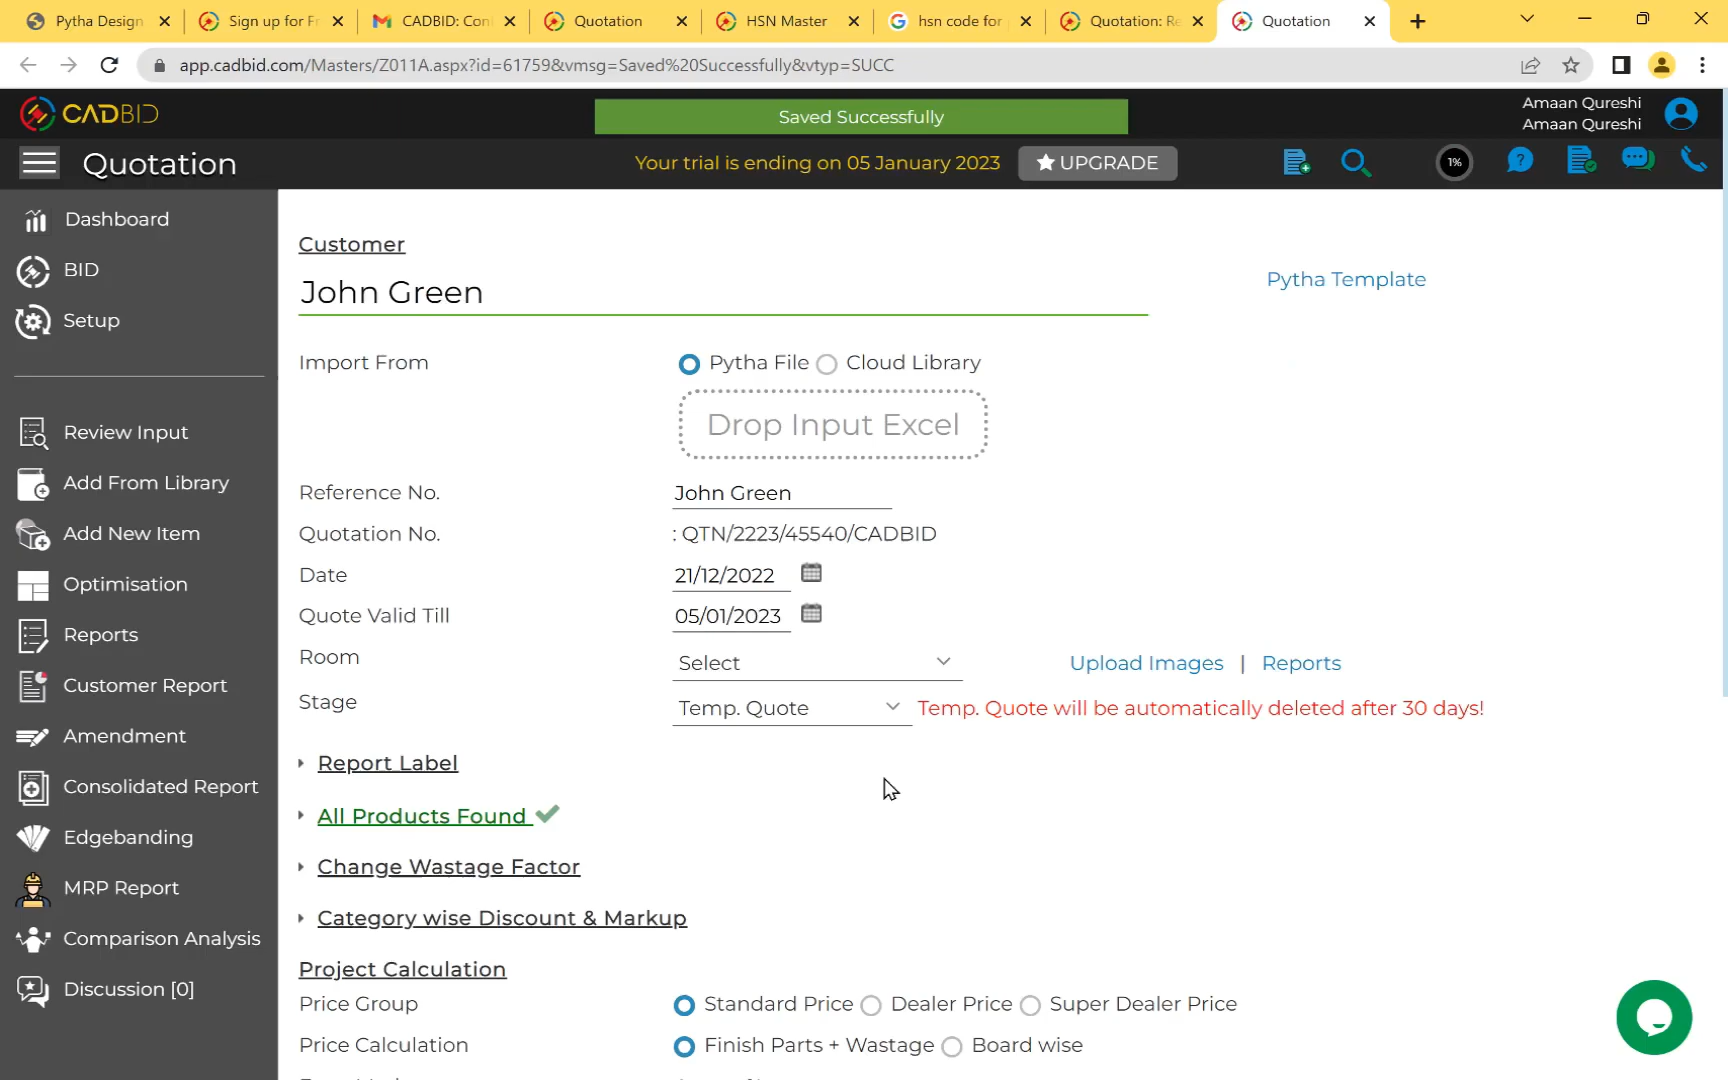 Pytha Design
Sign up for Fr
CADBID: Con
Quotation
HSN Master
hsn code for
Quotation: Re
Quotation
app.cadbid.com/Masters/Z011A.aspx?id=61759&vmsg=Saved%20Successfully&vtyp=SUCC
CADBID
Saved Successfully
Amaan Qureshi
Amaan Qureshi
Quotation
Your trial is ending on 05 January 2023
★ UPGRADE
1%
Dashboard
BID
Setup
Review Input
Add From Library
Add New Item
Optimisation
Reports
Customer Report
Amendment
Consolidated Report
Edgebanding
MRP Report
Comparison Analysis
Discussion [0]
Customer
John Green
Pytha Template
Import From Pytha File Cloud Library
Drop Input Excel
Reference No. John Green
Quotation No. : QTN/2223/45540/CADBID
Date 21/12/2022
Quote Valid Till 05/01/2023
Room Select Upload Images | Reports
Stage Temp. Quote Temp. Quote will be automatically deleted after 30 days!
Report Label
All Products Found
Change Wastage Factor
Category wise Discount & Markup
Project Calculation
Price Group Standard Price Dealer Price Super Dealer Price
Price Calculation Finish Parts + Wastage Board wise